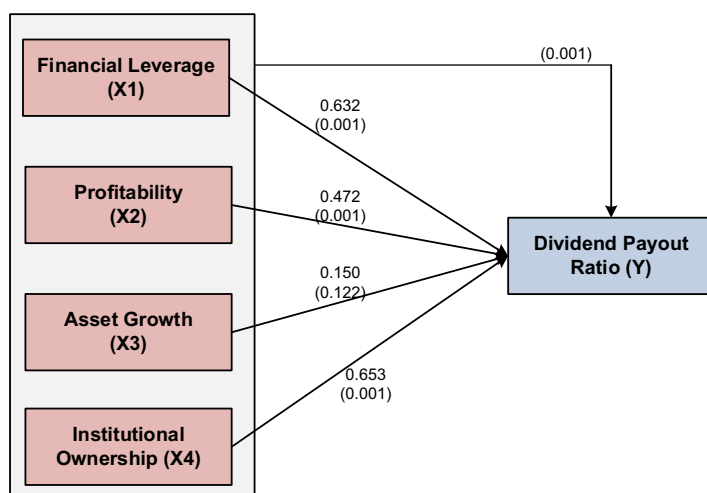 Financial Leverage
(X1)
(0.001)
0.632
(0.001)
Profitability
(X2)
0.472
(0.001)
Dividend Payout
Ratio (Y)
0.150
(0.122)
Asset Growth
(X3)
0.653
(0.001)
Institutional
Ownership (X4)